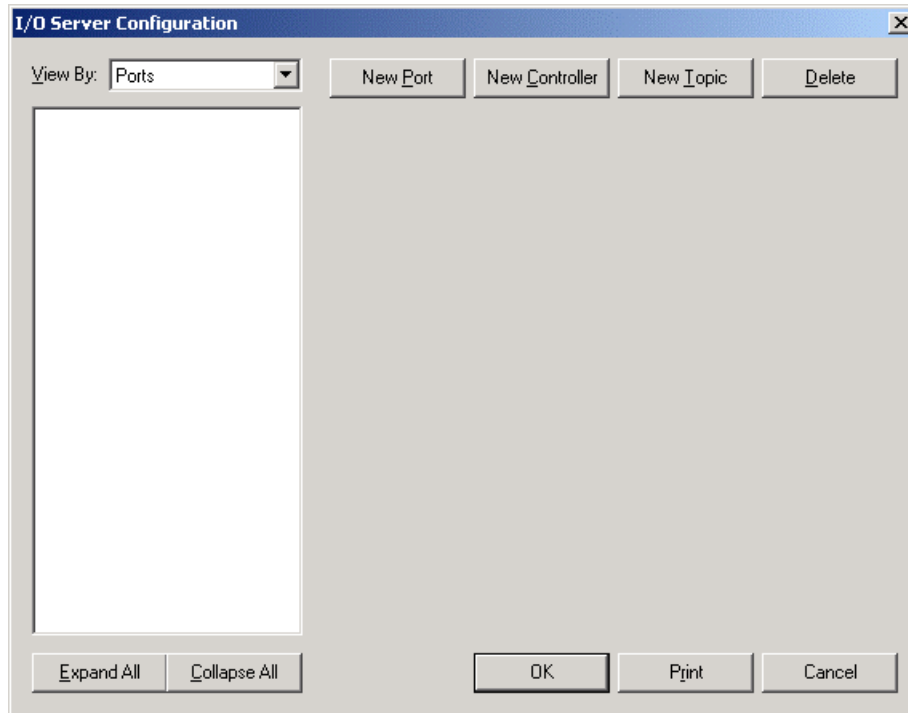 I/O Server Configuration
View By: Ports
New Port
New Controller
New Topic
Delete
Expand All
Collapse All
OK
Print
Cancel